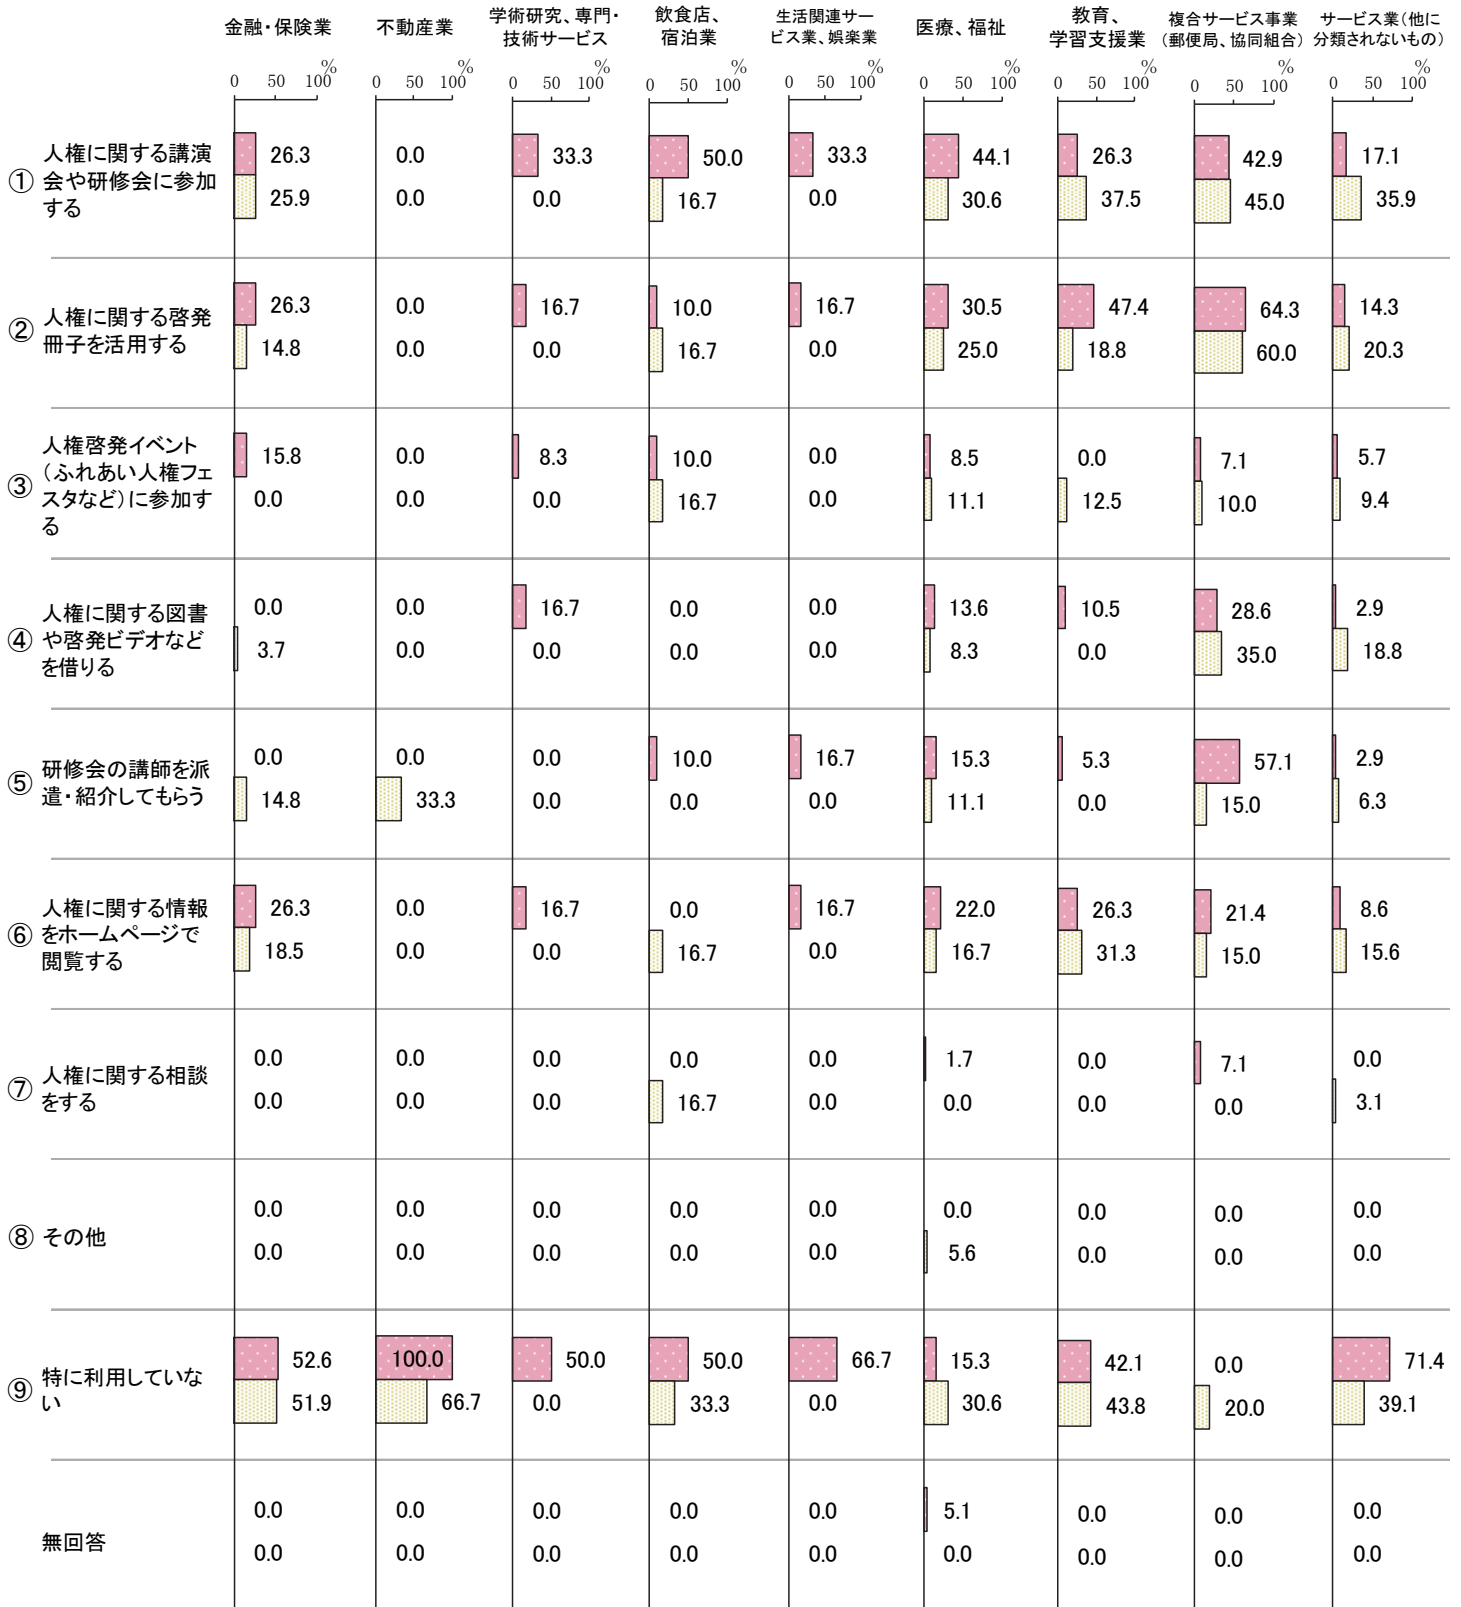 金融・保険業
不動産業
学術研究、専門・
技術サービス
飲食店、
宿泊業
生活関連サー
ビス業、娯楽業
医療、福祉
教育、
学習支援業
複合サービス事業
（郵便局、協同組合）
サービス業（他に
分類されないもの）
% % % % % % % % %
0 50 100 0 50 100 0 50 100 0 50 100 0 50 100 0 50 100 0 50 100 0 50 100 0 50 100
① 人権に関する講演
会や研修会に参加
する
26.3 0.0 33.3 50.0 33.3 44.1 26.3 42.9 17.1
25.9 0.0 0.0 16.7 0.0 30.6 37.5 45.0 35.9
② 人権に関する啓発
冊子を活用する
26.3 0.0 16.7 10.0 16.7 30.5 47.4 64.3 14.3
14.8 0.0 0.0 16.7 0.0 25.0 18.8 60.0 20.3
③ 人権啓発イベント
（ふれあい人権フェ
スタなど）に参加す
る
15.8 0.0 8.3 10.0 0.0 8.5 0.0 7.1 5.7
0.0 0.0 0.0 16.7 0.0 11.1 12.5 10.0 9.4
④ 人権に関する図書
や啓発ビデオなど
を借りる
0.0 0.0 16.7 0.0 0.0 13.6 10.5 28.6 2.9
3.7 0.0 0.0 0.0 0.0 8.3 0.0 35.0 18.8
⑤ 研修会の講師を派
遣・紹介してもらう
0.0 0.0 0.0 10.0 16.7 15.3 5.3 57.1 2.9
14.8 33.3 0.0 0.0 0.0 11.1 0.0 15.0 6.3
⑥ 人権に関する情報
をホームページで
閲覧する
26.3 0.0 16.7 0.0 16.7 22.0 26.3 21.4 8.6
18.5 0.0 0.0 16.7 0.0 16.7 31.3 15.0 15.6
⑦ 人権に関する相談
をする
0.0 0.0 0.0 0.0 0.0 1.7 0.0 7.1 0.0
0.0 0.0 0.0 16.7 0.0 0.0 0.0 0.0 3.1
⑧ その他
0.0 0.0 0.0 0.0 0.0 0.0 0.0 0.0 0.0
0.0 0.0 0.0 0.0 0.0 5.6 0.0 0.0 0.0
⑨ 特に利用していな
い
52.6 100.0 50.0 50.0 66.7 15.3 42.1 0.0 71.4
51.9 66.7 0.0 33.3 0.0 30.6 43.8 20.0 39.1
無回答
0.0 0.0 0.0 0.0 0.0 5.1 0.0 0.0 0.0
0.0 0.0 0.0 0.0 0.0 0.0 0.0 0.0 0.0